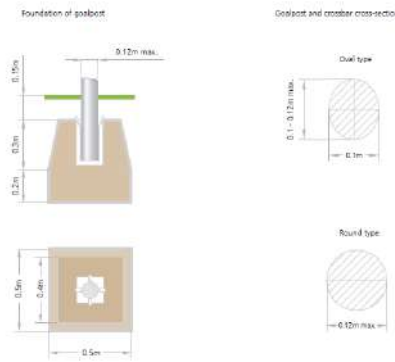 Foundation of goalpost
Goalpost and crossbar cross-sectio
0.12m max.
0.15m
0.3m
0.2m
Oval type
0.1 - 0.12m max.
0.1m
0.5m
0.4m
0.5m
Round type
0.12m max.